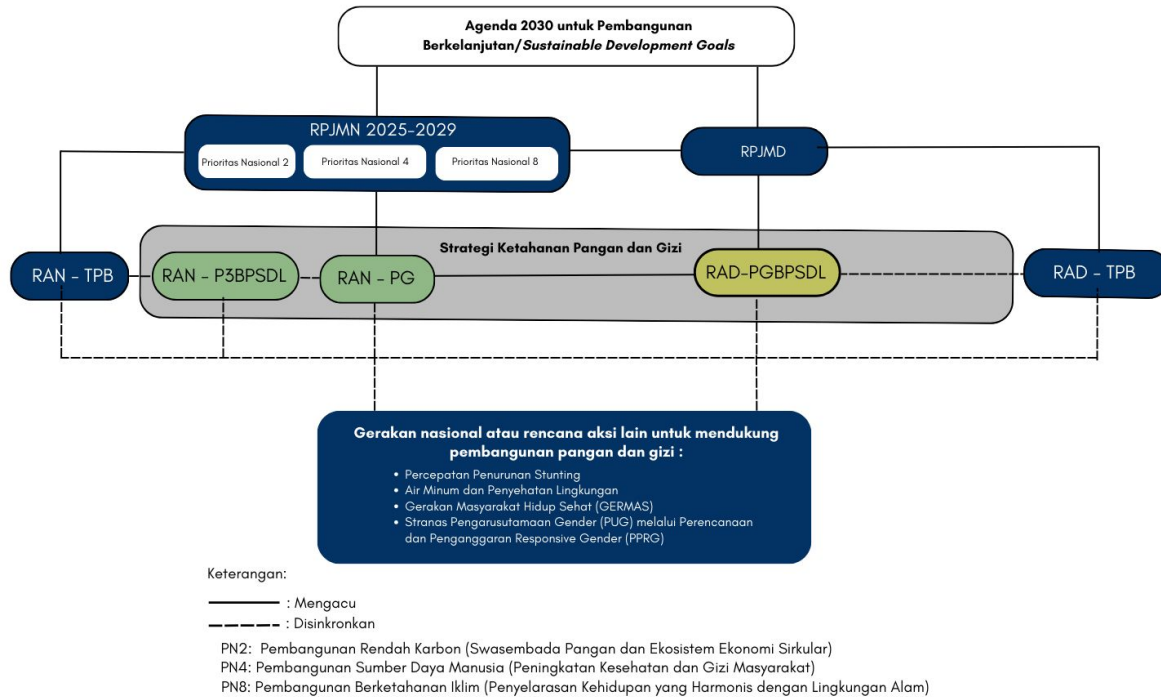 Agenda 2030 untuk Pembangunan
Berkelanjutan/Sustainable Development Goals
RPJMN 2025-2029
Prioritas Nasional 2
Prioritas Nasional 4
Prioritas Nasional 8
RPJMD
Strategi Ketahanan Pangan dan Gizi
RAN - TPB
RAN - P3BPSDL
RAN - PG
RAD-PGBPSDL
RAD - TPB
Gerakan nasional atau rencana aksi lain untuk mendukung
pembangunan pangan dan gizi :
• Percepatan Penurunan Stunting
• Air Minum dan Penyehatan Lingkungan
• Gerakan Masyarakat Hidup Sehat (GERMAS)
• Stranas Pengarusutamaan Gender (PUG) melalui Perencanaan
dan Penganggaran Responsive Gender (PPRG)
Keterangan:
: Mengacu
: Disinkronkan
PN2: Pembangunan Rendah Karbon (Swasembada Pangan dan Ekosistem Ekonomi Sirkular)
PN4: Pembangunan Sumber Daya Manusia (Peningkatan Kesehatan dan Gizi Masyarakat)
PN8: Pembangunan Berketahanan Iklim (Penyelarasan Kehidupan yang Harmonis dengan Lingkungan Alam)